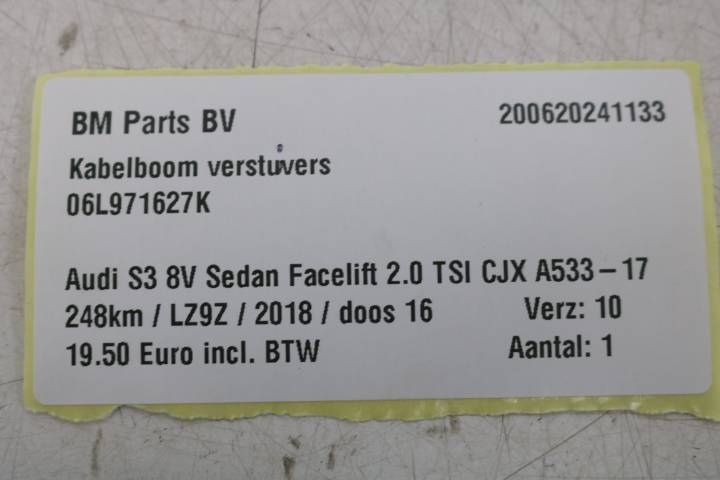 BM Parts BV 200620241133
Kabelboom verstuvers
06L971627K
Audi S3 8V Sedan Facelift 2.0 TSI CJX A533-17
248km / LZ9Z / 2018 / doos 16 Verz: 10
19.50 Euro incl. BTW Aantal: 1